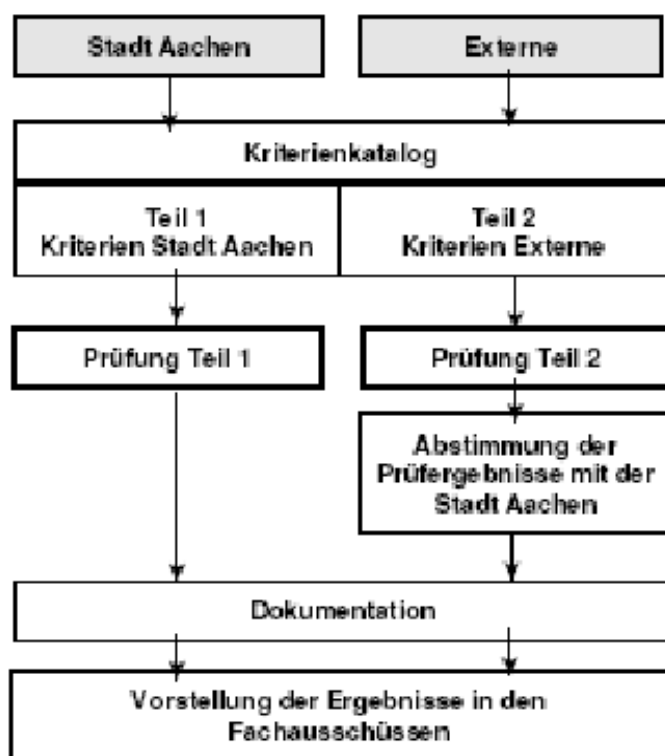 Stadt Aachen
Externe
Kriterienkatalog
Teil 1
Kriterien Stadt Aachen
Teil 2
Kriterien Externe
Prüfung Teil 1
Prüfung Teil 2
Abstimmung der
Prüfergebnisse mit der
Stadt Aachen
Dokumentation
Vorstellung der Ergebnisse in den
Fachausschüssen